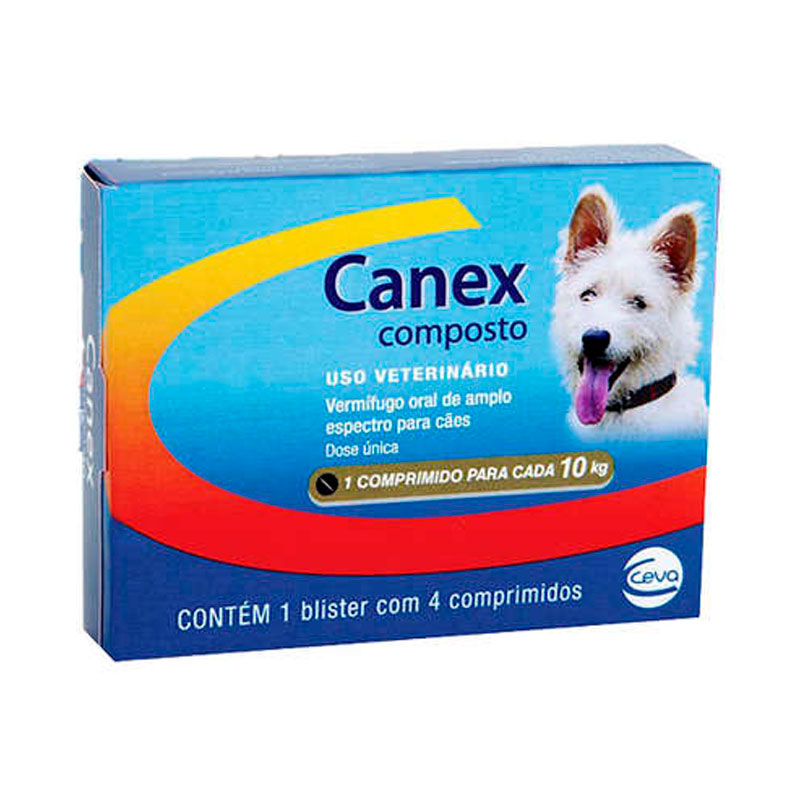 Canex
composto
USO VETERINÁRIO
Vermífugo oral de amplo
espectro para cães
Dose única
1 COMPRIMIDO PARA CADA 10 kg
ceva
CONTÉM 1 blister com 4 comprimidos
Canex